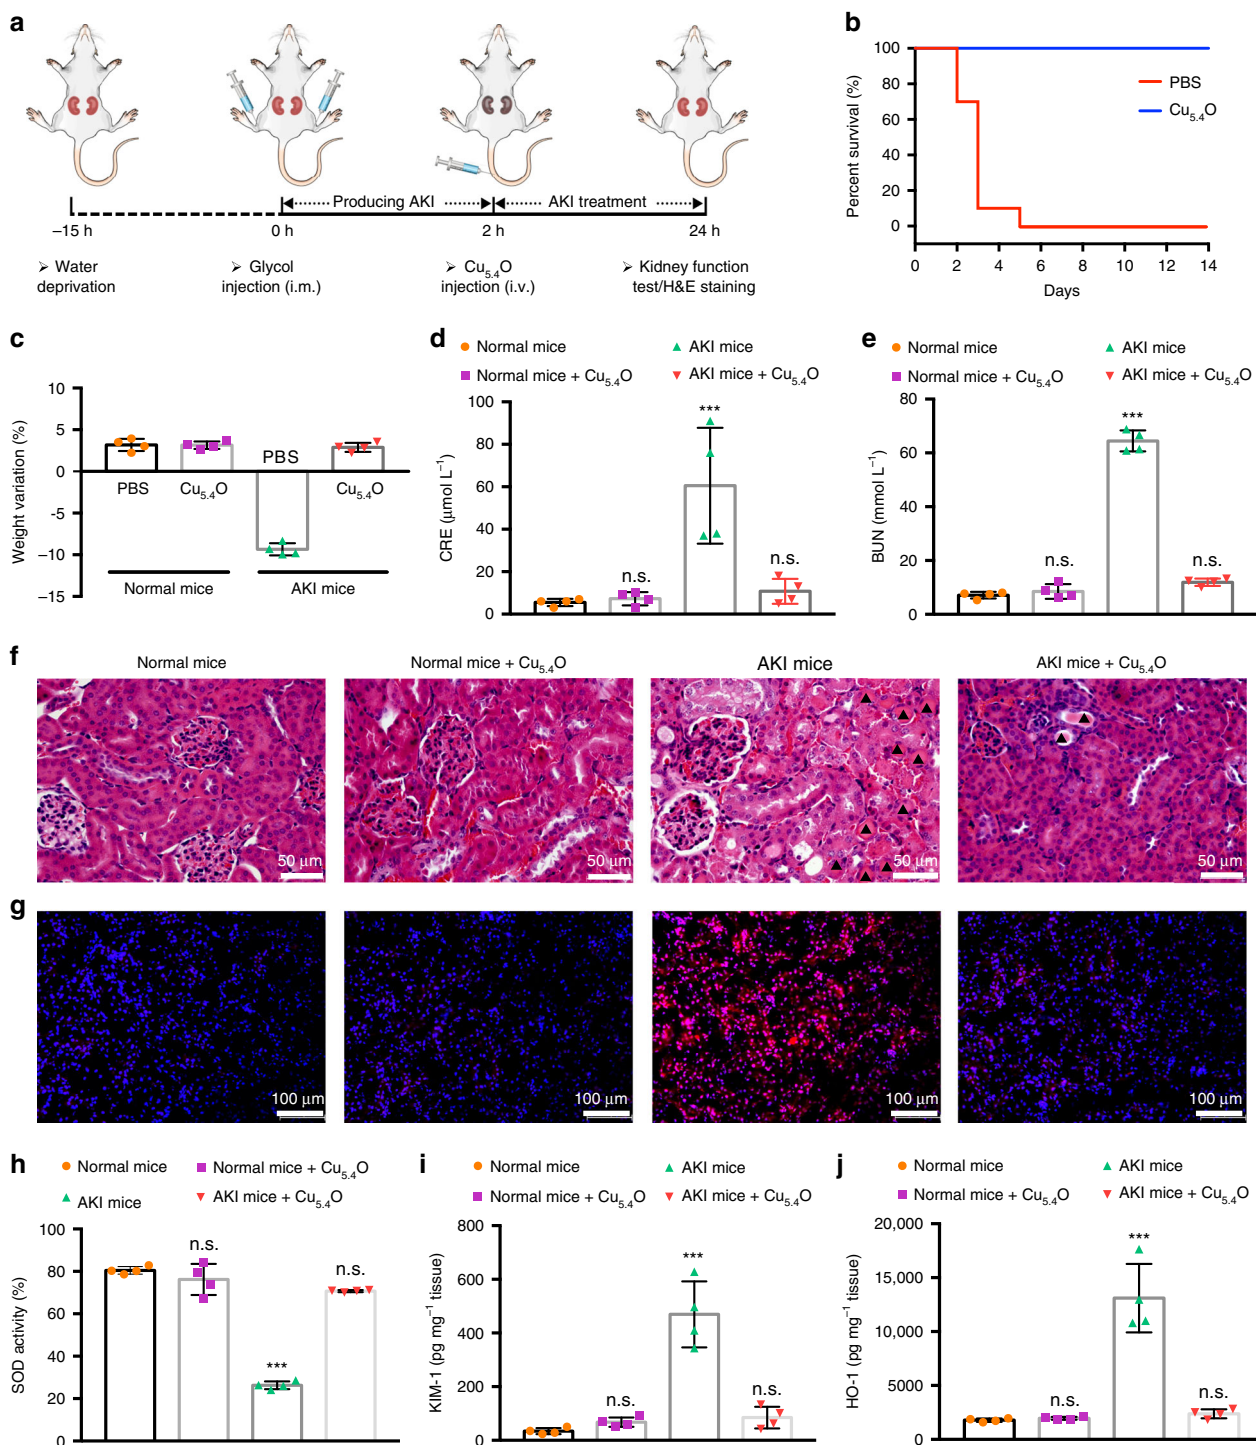 a
Producing AKI
AKI treatment
–15 h
0 h
2 h
24 h
➢ Water
deprivation
➢ Glycol
injection (i.m.)
➢ Cu5.4O
injection (i.v.)
➢ Kidney function
test/H&E staining
b
Percent survival (%)
100
80
60
40
20
0
PBS
Cu5.4O
0 2 4 6 8 10 12 14
Days
c
Weight variation (%)
10
5
0
–5
–10
–15
PBS
Cu5.4O
PBS
Cu5.4O
Normal mice
AKI mice
d
Normal mice
AKI mice
Normal mice + Cu5.4O
AKI mice + Cu5.4O
CRE (μmol L–1)
100
80
60
40
20
0
n.s.
***
n.s.
e
Normal mice
AKI mice
Normal mice + Cu5.4O
AKI mice + Cu5.4O
BUN (mmol L–1)
80
60
40
20
0
n.s.
***
n.s.
f
Normal mice
Normal mice + Cu5.4O
AKI mice
AKI mice + Cu5.4O
50 μm
50 μm
50 μm
50 μm
g
100 μm
100 μm
100 μm
100 μm
h
Normal mice
Normal mice + Cu5.4O
AKI mice
AKI mice + Cu5.4O
SOD activity (%)
100
80
60
40
20
0
n.s.
***
n.s.
i
Normal mice
AKI mice
Normal mice + Cu5.4O
AKI mice + Cu5.4O
KIM-1 (pg mg–1 tissue)
800
600
400
200
0
n.s.
***
n.s.
j
Normal mice
AKI mice
Normal mice + Cu5.4O
AKI mice + Cu5.4O
HO-1 (pg mg–1 tissue)
20,000
15,000
10,000
5000
0
n.s.
***
n.s.